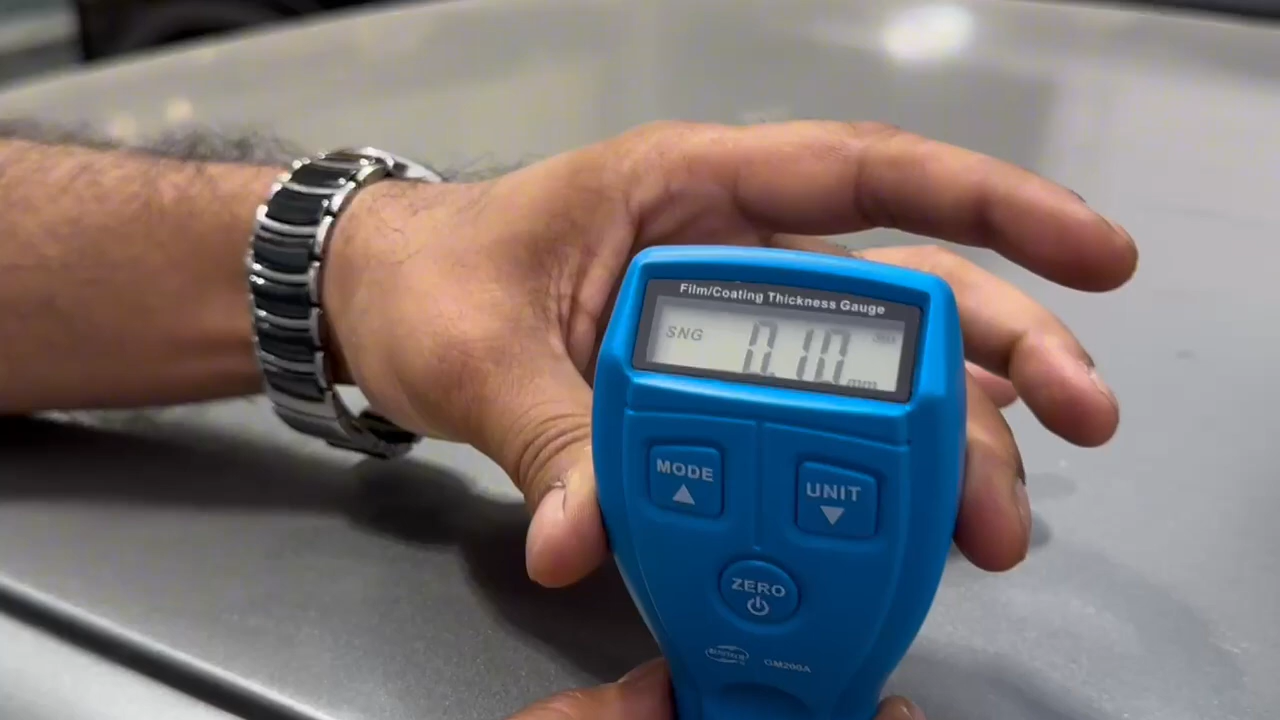 Film/Coating Thickness Gauge
SNG 0.10 mm
MODE
UNIT
ZERO
GM200A